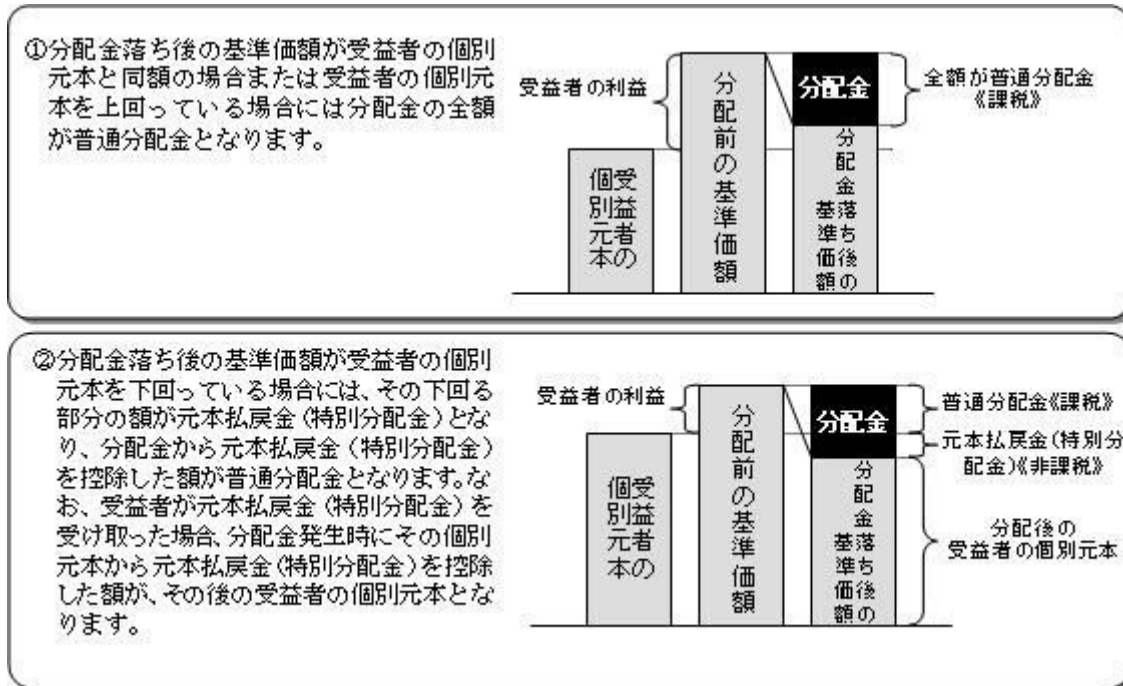 ①分配金落ち後の基準価額が受益者の個別
元本と同額の場合または受益者の個別元
本を上回っている場合には分配金の全額
が普通分配金となります。
受益者の利益
受益者の
個別元本
分配前の基準価額
分配金
分配金落ち後の
基準価額
全額が普通分配金
《課税》
②分配金落ち後の基準価額が受益者の個別
元本を下回っている場合には、その下回る
部分の額が元本払戻金(特別分配金)とな
り、分配金から元本払戻金(特別分配金)
を控除した額が普通分配金となります。な
お、受益者が元本払戻金(特別分配金)を
受け取った場合、分配金発生時にその個別
元本から元本払戻金(特別分配金)を控除
した額が、その後の受益者の個別元本とな
ります。
受益者の利益
受益者の
個別元本
分配前の基準価額
分配金
分配金落ち後の
基準価額
普通分配金《課税》
元本払戻金(特別分
配金)《非課税》
分配後の
受益者の個別元本